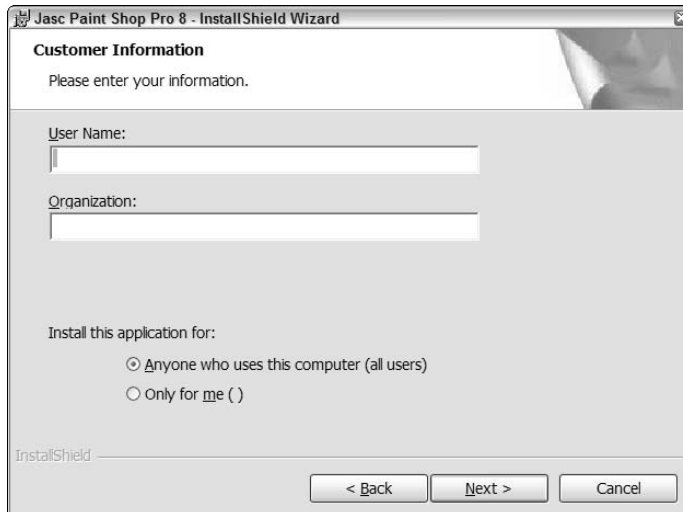 Jasc Paint Shop Pro 8 - InstallShield Wizard
Customer Information
Please enter your information.
User Name:
Organization:
Install this application for:
Anyone who uses this computer (all users)
Only for me ( )
InstallShield
< Back Next > Cancel